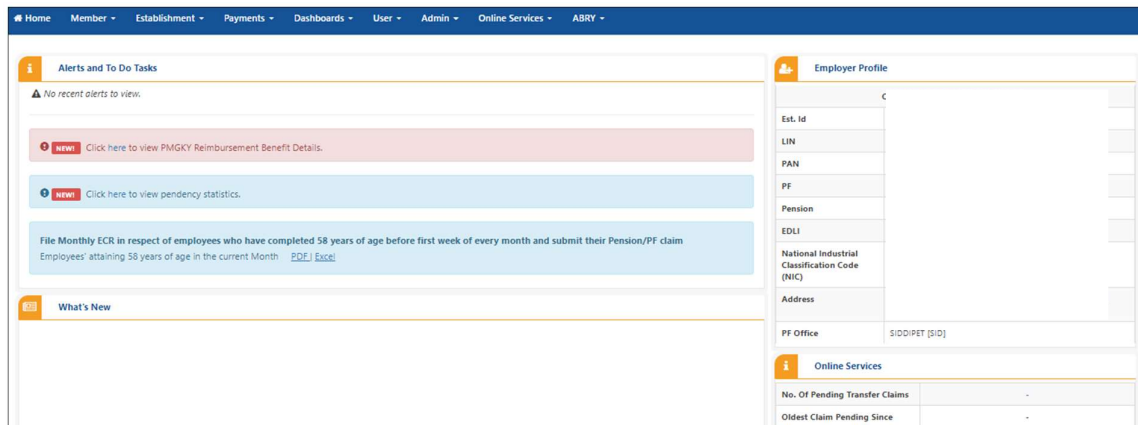 Home Member Establishment Payments Dashboards User Admin Online Services ABRY
Alerts and To Do Tasks
No recent alerts to view.
NEW! Click here to view PMGKY Reimbursement Benefit Details.
NEW! Click here to view pendency statistics.
File Monthly ECR in respect of employees who have completed 58 years of age before first week of every month and submit their Pension/PF claim
Employees' attaining 58 years of age in the current Month PDF | Excel
What's New
Employer Profile
Est. Id
LIN
PAN
PF
Pension
EDLI
National Industrial
Classification Code
(NIC)
Address
PF Office SIDDIPET [SID]
Online Services
No. Of Pending Transfer Claims -
Oldest Claim Pending Since -